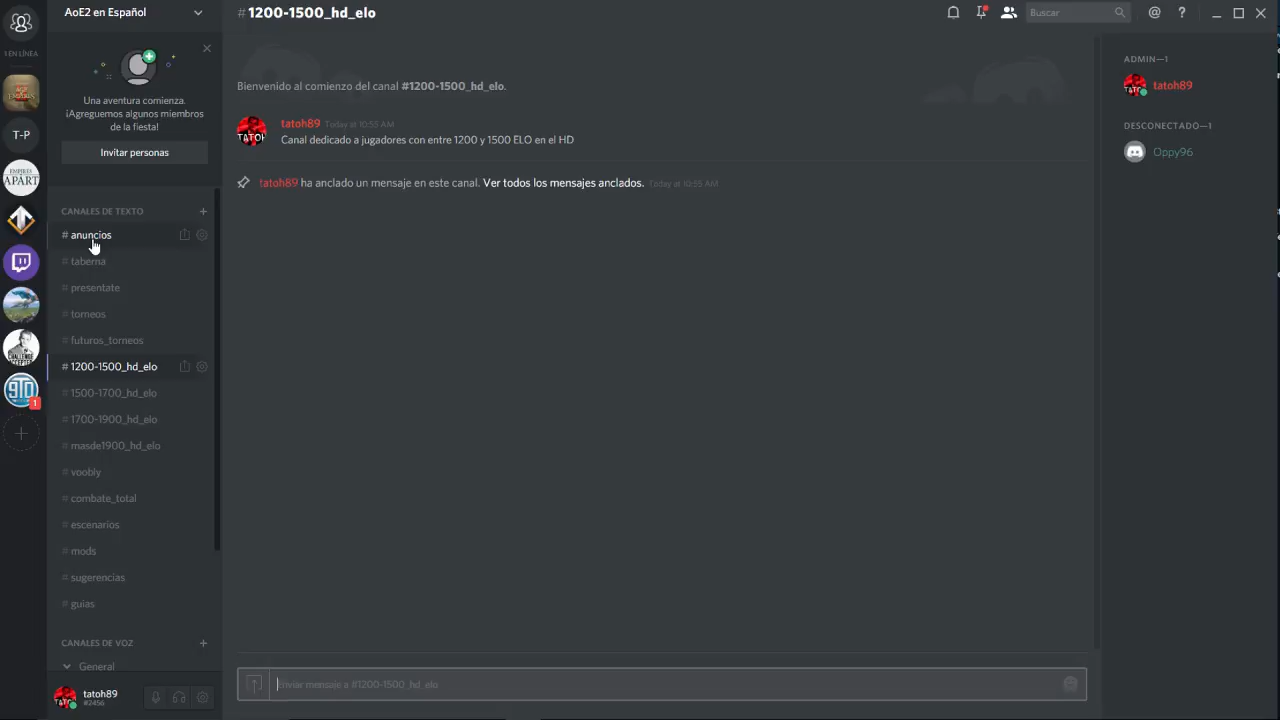 AoE2 en Español
# 1200-1500_hd_elo
Buscar
1 EN LÍNEA
Una aventura comienza.
¡Agreguemos algunos miembros
de la fiesta!
Invitar personas
T-P
EMPIRES
APART
CHALLENGE
ACCEPTED
1
CANALES DE TEXTO
# anuncios
# taberna
# presentate
# torneos
# futuros_torneos
# 1200-1500_hd_elo
# 1500-1700_hd_elo
# 1700-1900_hd_elo
# masde1900_hd_elo
# voobly
# combate_total
# escenarios
# mods
# sugerencias
# guias
CANALES DE VOZ
General
tatoh89
#2456
Bienvenido al comienzo del canal #1200-1500_hd_elo.
TATOH
tatoh89 Today at 10:55 AM
Canal dedicado a jugadores con entre 1200 y 1500 ELO en el HD
tatoh89 ha anclado un mensaje en este canal. Ver todos los mensajes anclados. Today at 10:55 AM
Enviar mensaje a #1200-1500_hd_elo
ADMIN—1
tatoh89
DESCONECTADO—1
Oppy96